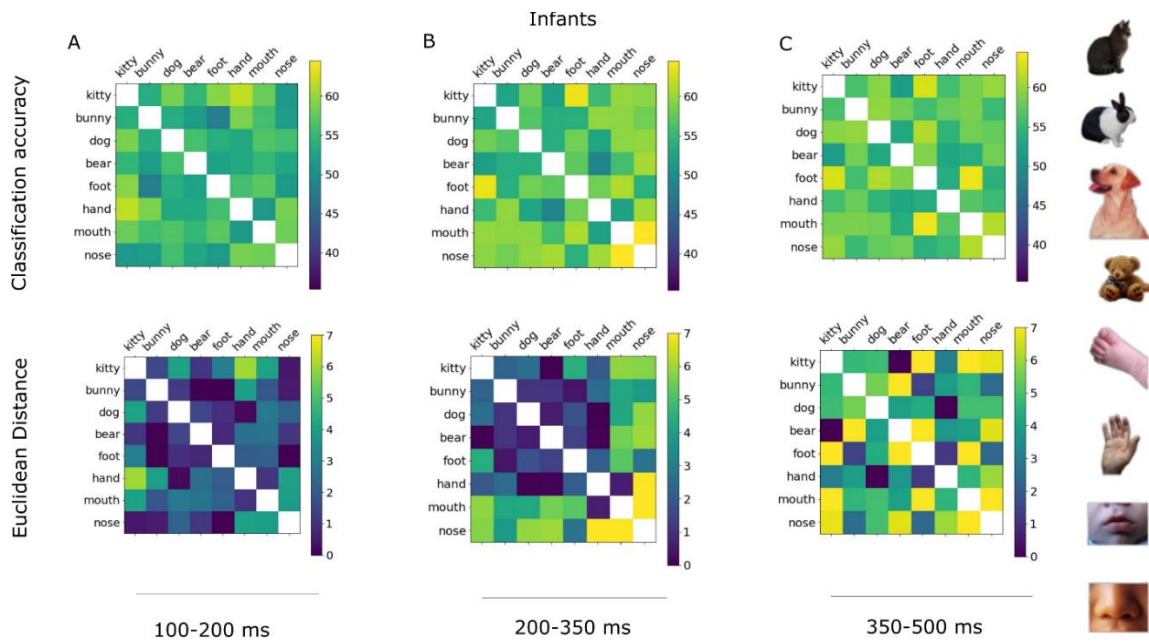 Infants
A
B
C
Classification accuracy
kitty bunny dog bear foot hand mouth nose
kitty
bunny
dog
bear
foot
hand
mouth
nose
60
55
50
45
40
kitty bunny dog bear foot hand mouth nose
kitty
bunny
dog
bear
foot
hand
mouth
nose
60
55
50
45
40
kitty bunny dog bear foot hand mouth nose
kitty
bunny
dog
bear
foot
hand
mouth
nose
60
55
50
45
40
Euclidean Distance
kitty bunny dog bear foot hand mouth nose
kitty
bunny
dog
bear
foot
hand
mouth
nose
7
6
5
4
3
2
1
0
kitty bunny dog bear foot hand mouth nose
kitty
bunny
dog
bear
foot
hand
mouth
nose
7
6
5
4
3
2
1
0
kitty bunny dog bear foot hand mouth nose
kitty
bunny
dog
bear
foot
hand
mouth
nose
7
6
5
4
3
2
1
0
100-200 ms
200-350 ms
350-500 ms